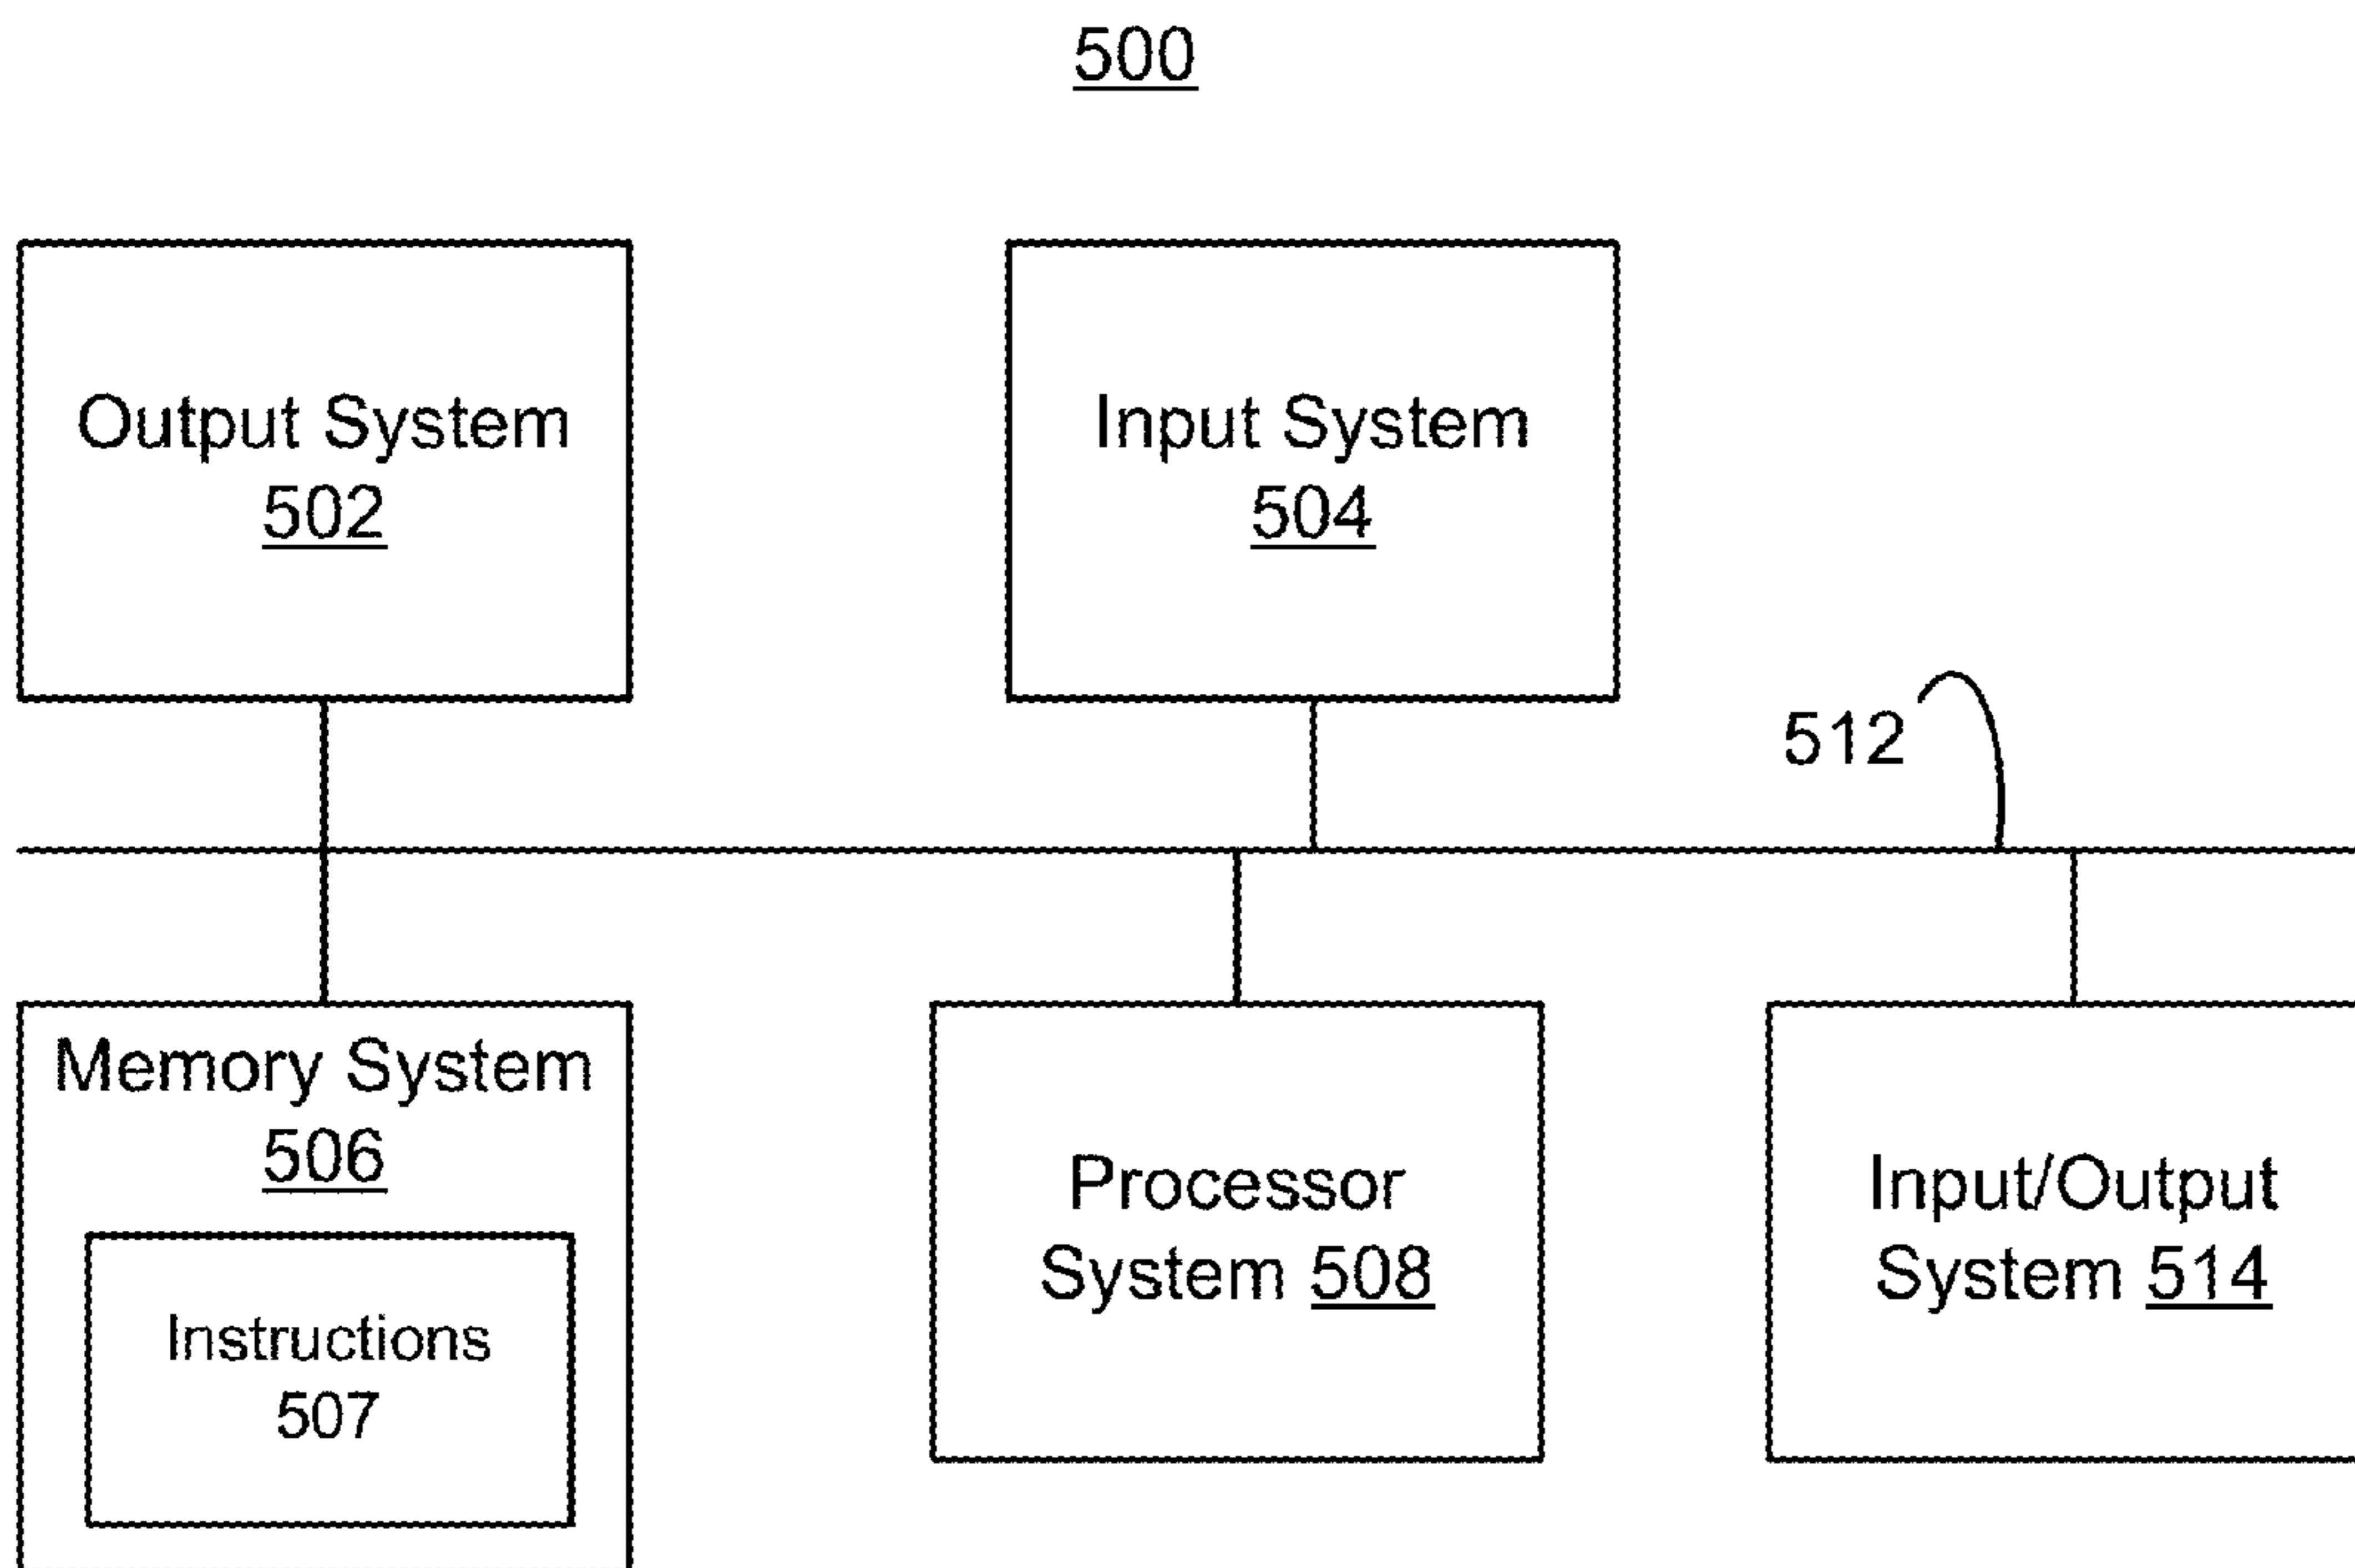 500
Output System
502
Input System
504
512
Memory System
506
Instructions
507
Processor
System 508
Input/Output
System 514